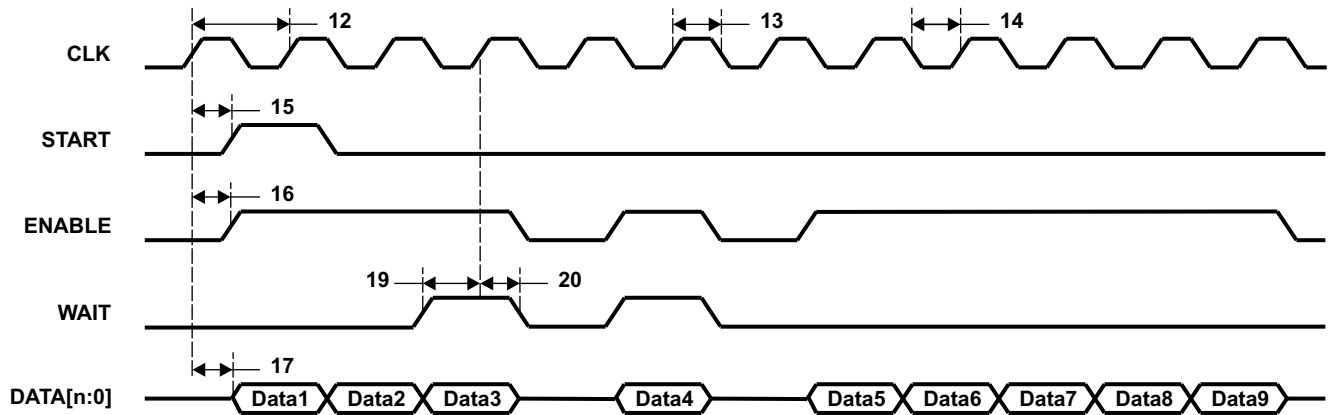 12 13 14
CLK
15
START
16
ENABLE
19 20
WAIT
17
DATA[n:0] Data1 Data2 Data3 Data4 Data5 Data6 Data7 Data8 Data9